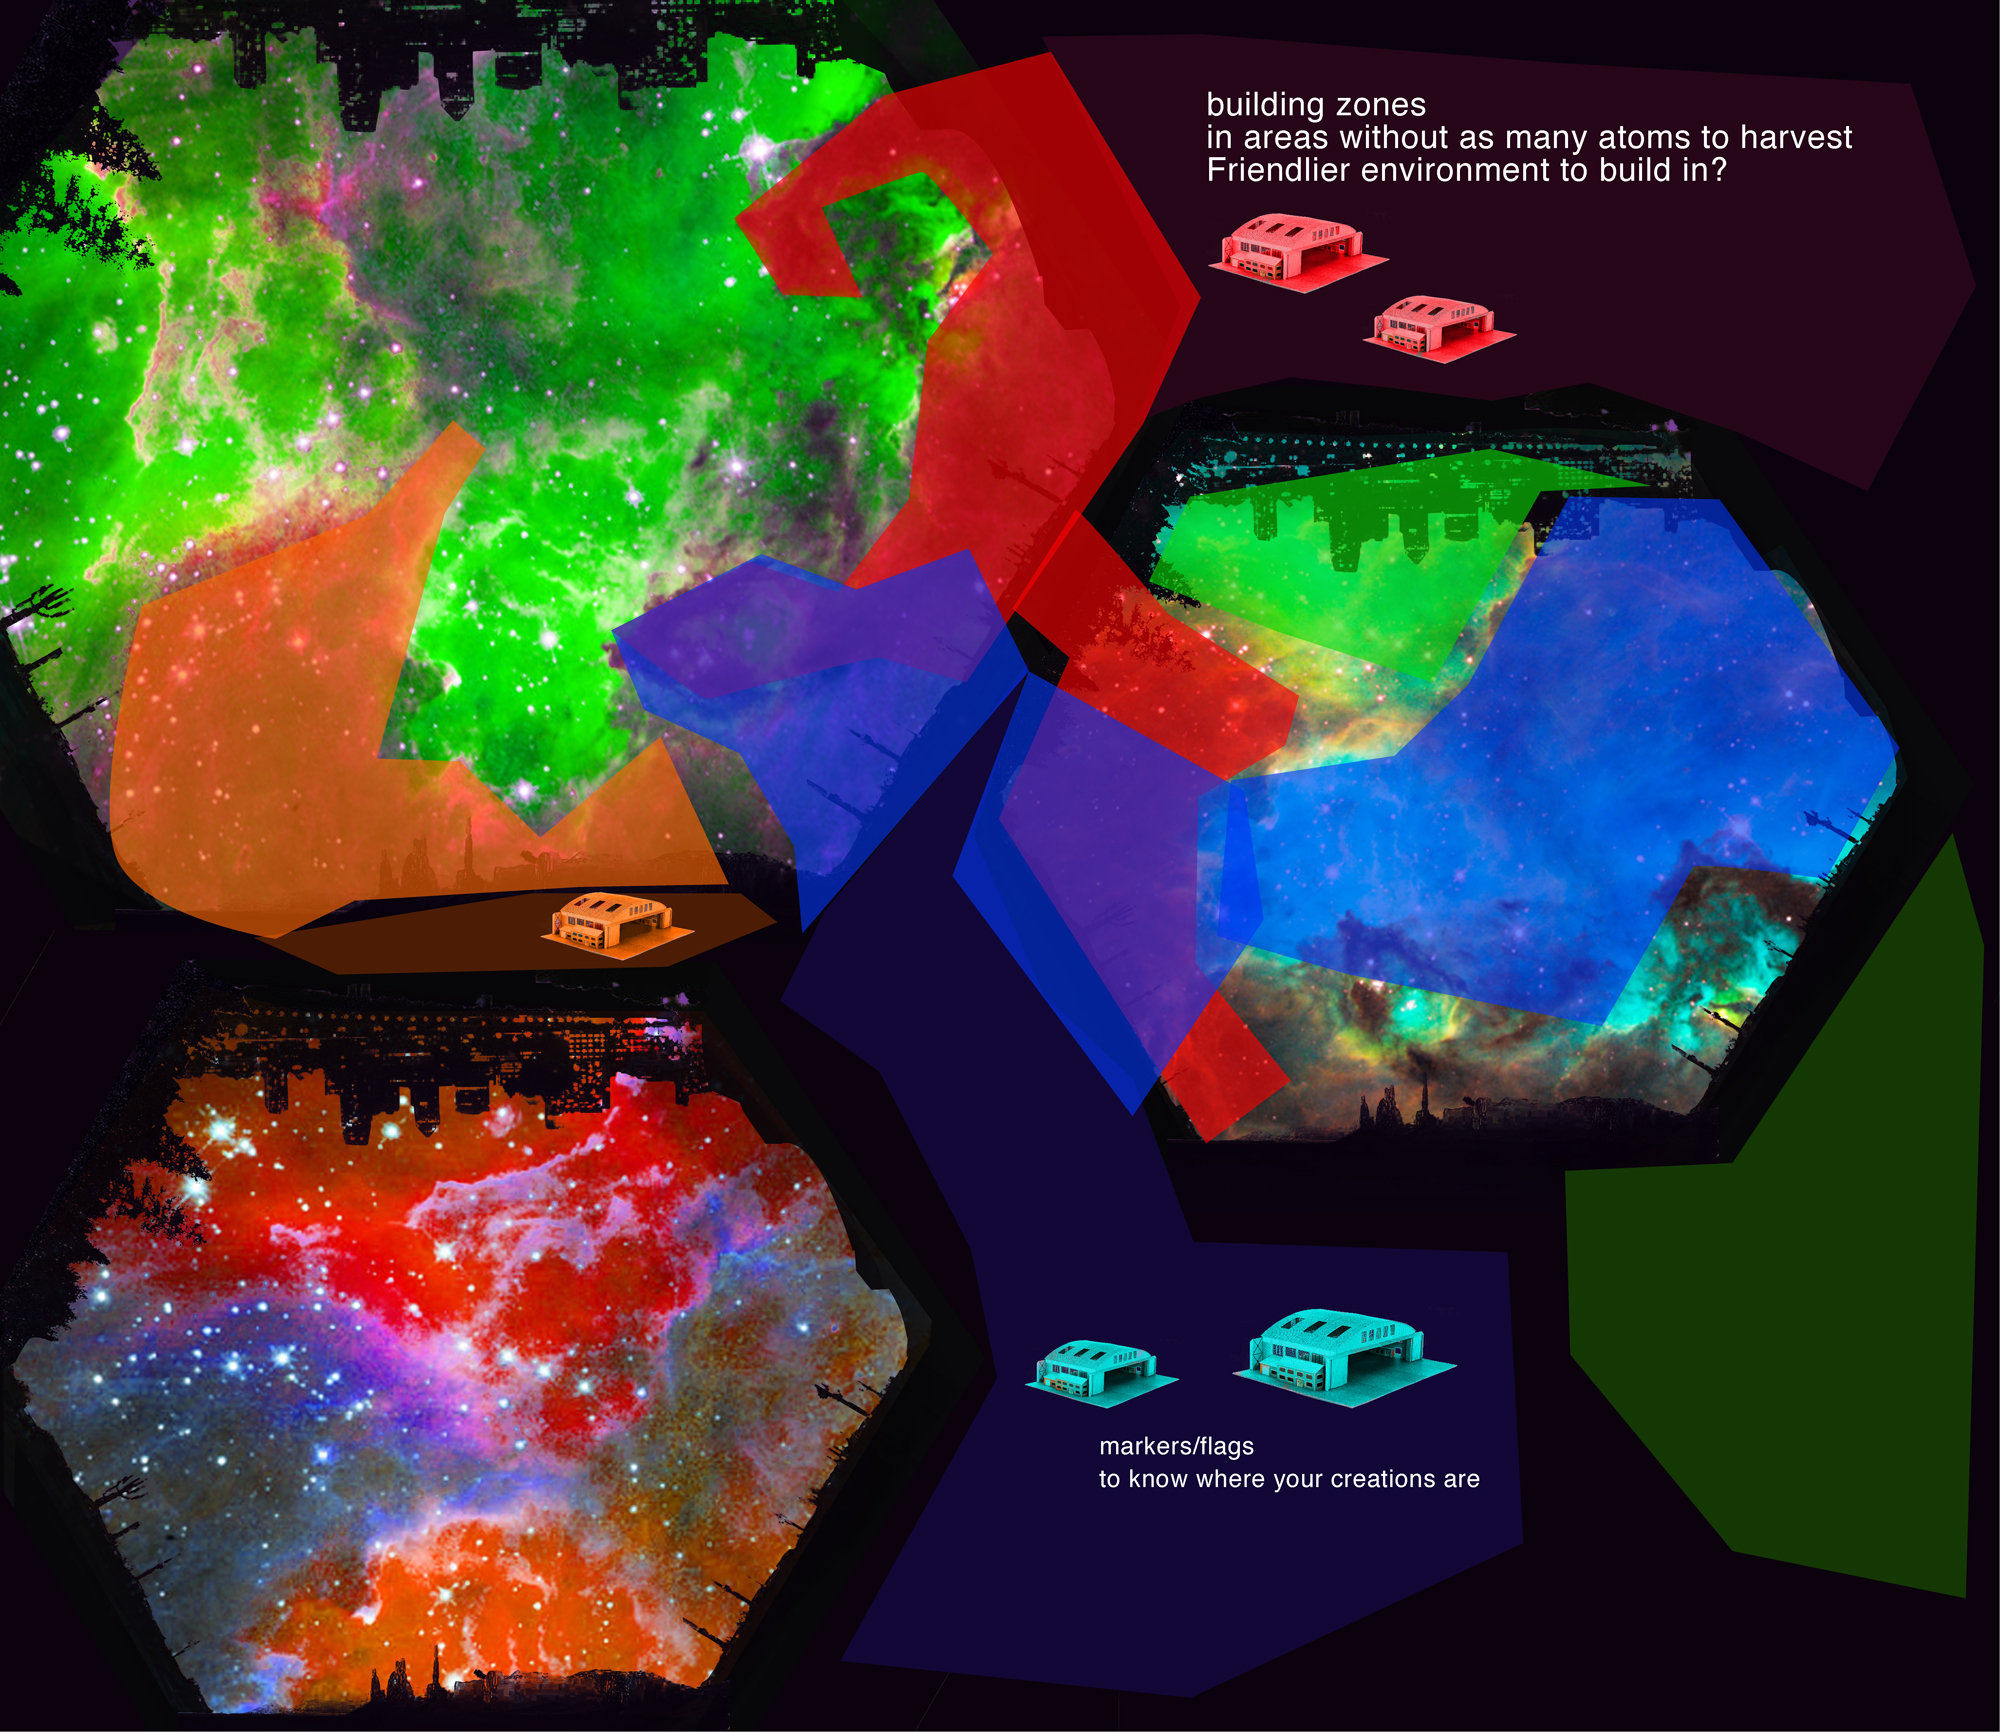 building zones
in areas without as many atoms to harvest
Friendlier environment to build in?
markers/flags
to know where your creations are